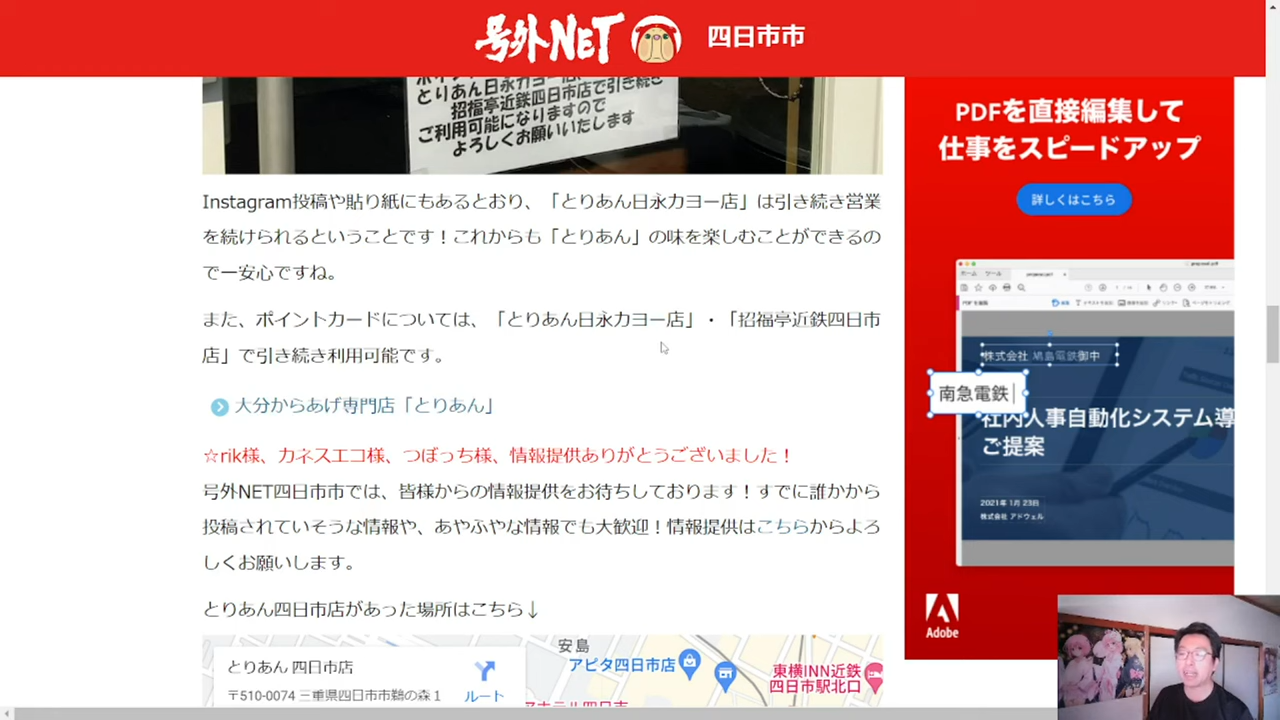 号外NET 四日市市
とりあん日永カヨー店、
招福亭近鉄四日市店で引き続き
ご利用可能になりますので
よろしくお願いいたします
Instagram投稿や貼り紙にもあるとおり、「とりあん日永カヨー店」は引き続き営業
を続けられるということです！これからも「とりあん」の味を楽しむことができるの
で一安心ですね。
また、ポイントカードについては、「とりあん日永カヨー店」・「招福亭近鉄四日市
店」で引き続き利用可能です。
大分からあげ専門店「とりあん」
☆rik様、カネスエコ様、つぼっち様、情報提供ありがとうございました！
号外NET四日市市では、皆様からの情報提供をお待ちしております！すでに誰かから
投稿されていそうな情報や、あやふやな情報でも大歓迎！情報提供はこちらからよろ
しくお願いします。
とりあん四日市店があった場所はこちら↓
とりあん 四日市店
〒510-0074 三重県四日市市鵜の森１
ルート
安島
アピタ四日市店
東横INN近鉄
四日市駅北口
PDFを直接編集して
仕事をスピードアップ
詳しくはこちら
ホーム ツール
株式会社 鳩島電鉄御中
南急電鉄
社内人事自動化システム導
ご提案
2021年 1月 23日
株式会社 アドウェル
Adobe